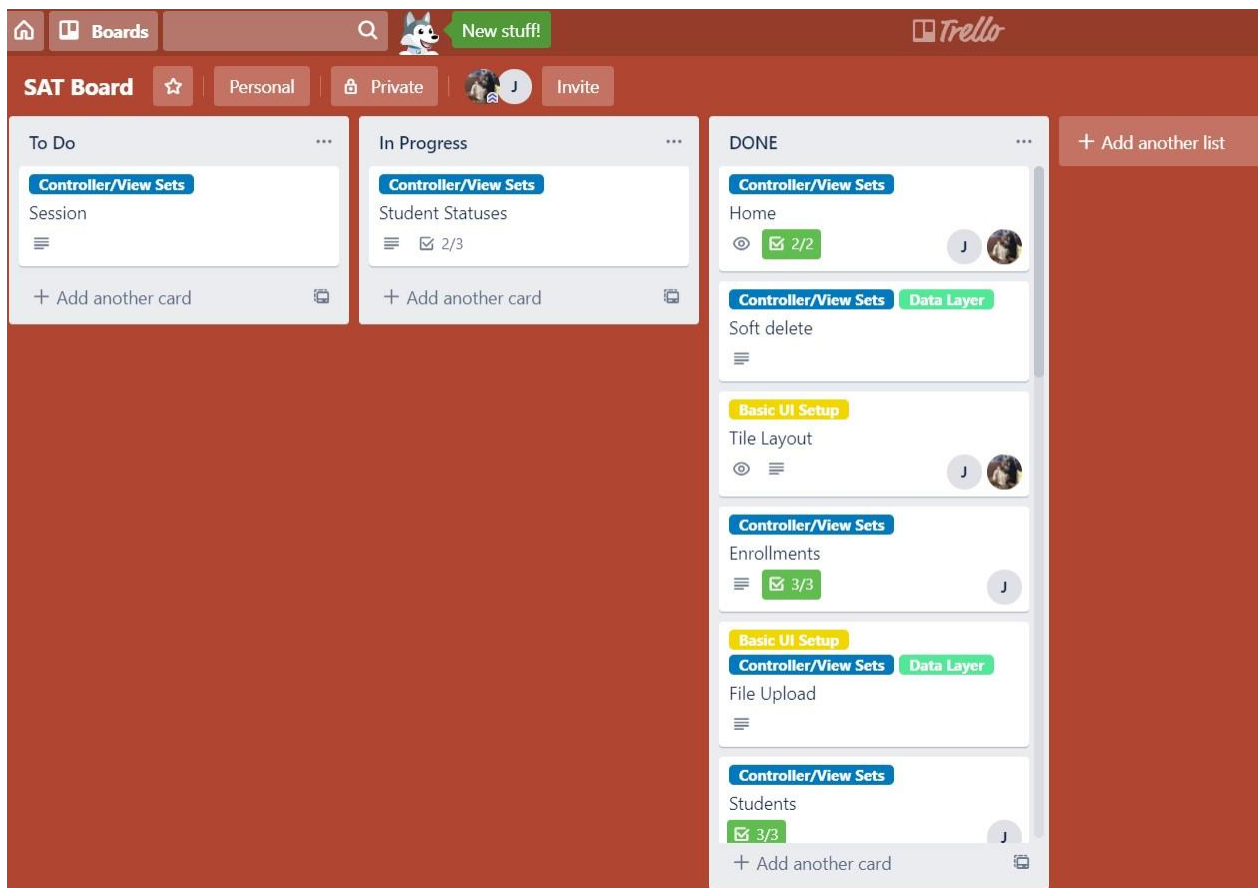 Boards
New stuff!
Trello
SAT Board
Personal
Private
J
Invite
To Do
Controller/View Sets
Session
+ Add another card
In Progress
Controller/View Sets
Student Statuses
2/3
+ Add another card
DONE
Controller/View Sets
Home
2/2
J
Controller/View Sets Data Layer
Soft delete
Basic UI Setup
Tile Layout
J
Controller/View Sets
Enrollments
3/3
J
Basic UI Setup
Controller/View Sets Data Layer
File Upload
Controller/View Sets
Students
3/3
J
+ Add another card
+ Add another list